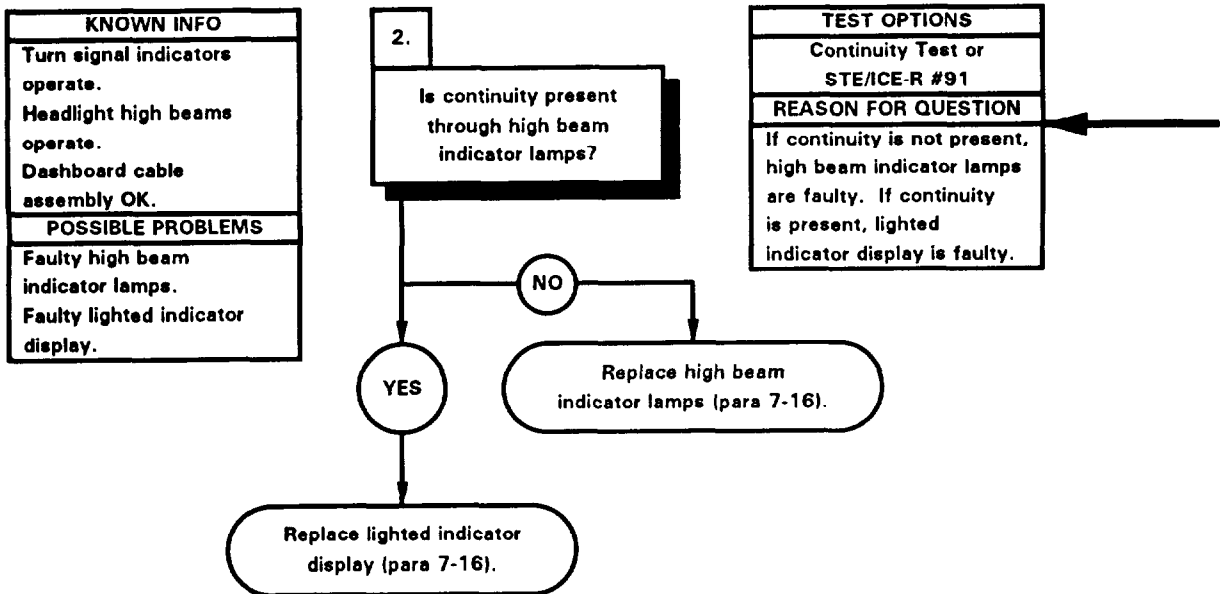 KNOWN INFO
Turn signal indicators
operate.
Headlight high beams
operate.
Dashboard cable
assembly OK.
POSSIBLE PROBLEMS
Faulty high beam
indicator lamps.
Faulty lighted indicator
display.
2.
Is continuity present
through high beam
indicator lamps?
TEST OPTIONS
Continuity Test or
STE/ICE-R #91
REASON FOR QUESTION
If continuity is not present,
high beam indicator lamps
are faulty. If continuity
is present, lighted
indicator display is faulty.
NO
YES
Replace high beam
indicator lamps (para 7-16).
Replace lighted indicator
display (para 7-16).